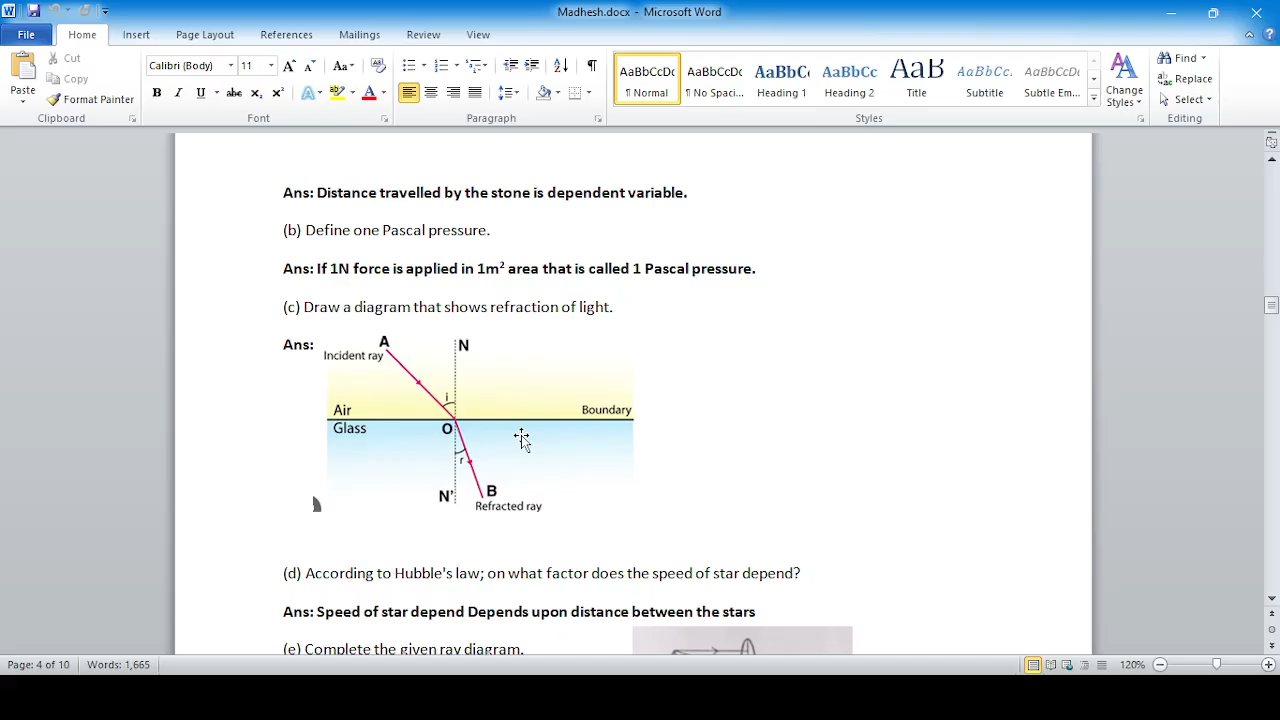 Madhesh.docx - Microsoft Word
File Home Insert Page Layout References Mailings Review View
Paste
Cut
Copy
Format Painter
Clipboard
Calibri (Body) 11
Font
Paragraph
AaBbCcDc AaBbCcDc AaBbCc AaBbCc AaB AaBbCc. AaBbCcDc
¶ Normal ¶ No Spaci... Heading 1 Heading 2 Title Subtitle Subtle Em...
Change Styles
Styles
Find
Replace
Select
Editing
Ans: Distance travelled by the stone is dependent variable.
(b) Define one Pascal pressure.
Ans: If 1N force is applied in 1m² area that is called 1 Pascal pressure.
(c) Draw a diagram that shows refraction of light.
Ans:
A N
Incident ray
i
Air Boundary
Glass O
r
N' B
Refracted ray
(d) According to Hubble's law; on what factor does the speed of star depend?
Ans: Speed of star depend Depends upon distance between the stars
(e) Complete the given ray diagram.
Page: 4 of 10 Words: 1,665 120%